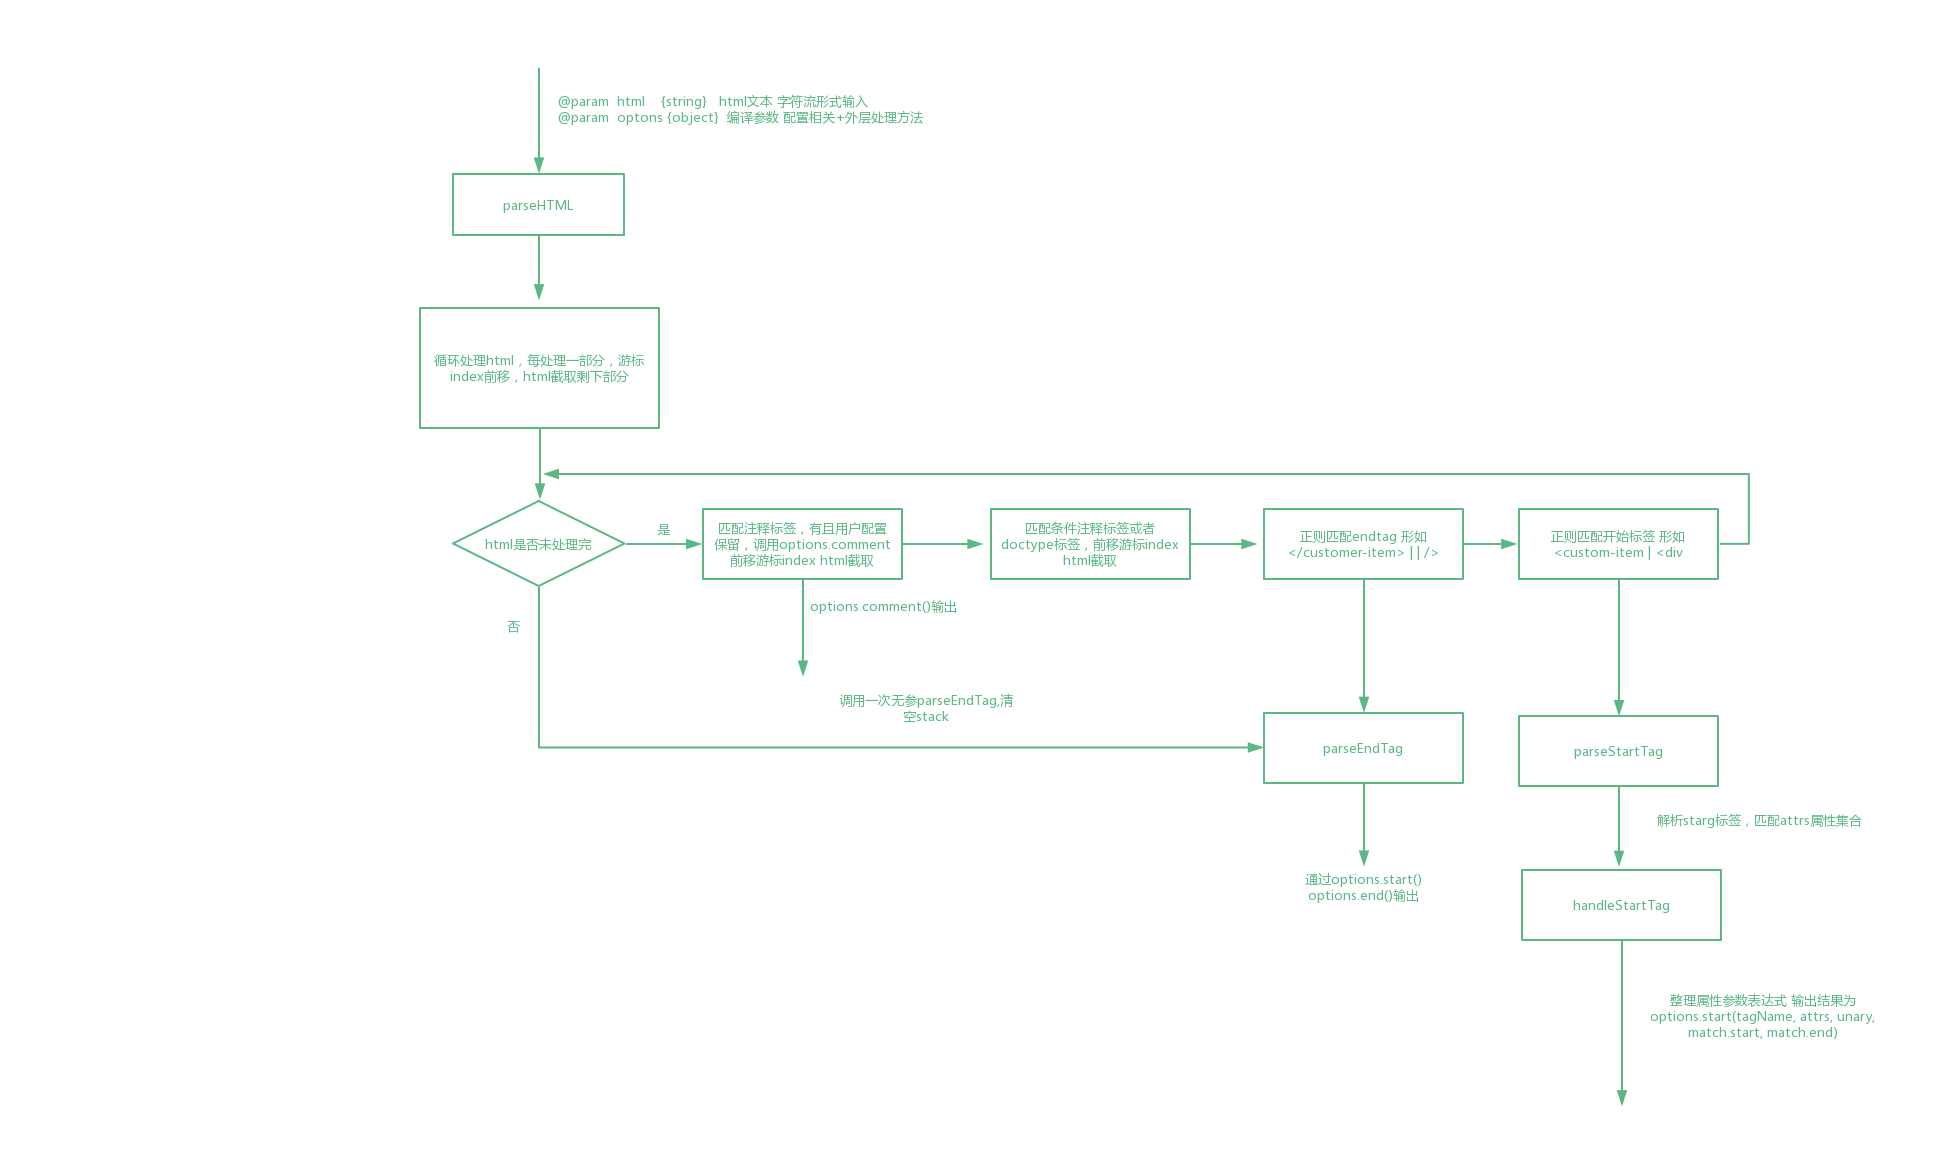 @param  html    {string}   html文本 字符流形式输入
@param  optons {object}  编译参数 配置相关+外层处理方法
parseHTML
循环处理html，每处理一部分，游标
index前移，html截取剩下部分
html是否未处理完
是
匹配注释标签，有且用户配置
保留，调用options.comment
前移游标index html截取
匹配条件注释标签或者
doctype标签，前移游标index
html截取
正则匹配endtag 形如
</customer-item> || />
正则匹配开始标签 形如
<custom-item | <div
options.comment()输出
否
调用一次无参parseEndTag,清
空stack
parseEndTag
parseStartTag
解析starg标签，匹配attrs属性集合
通过options.start()
options.end()输出
handleStartTag
整理属性参数表达式 输出结果为
options.start(tagName, attrs, unary,
match.start, match.end)